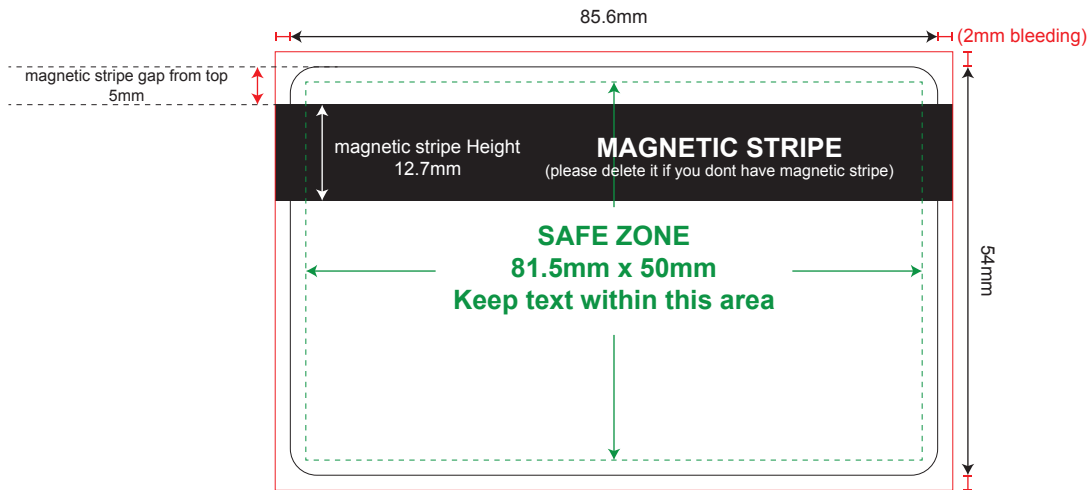 85.6mm
(2mm bleeding)
magnetic stripe gap from top
5mm
magnetic stripe Height
12.7mm
MAGNETIC STRIPE
(please delete it if you dont have magnetic stripe)
SAFE ZONE
81.5mm x 50mm
Keep text within this area
54mm